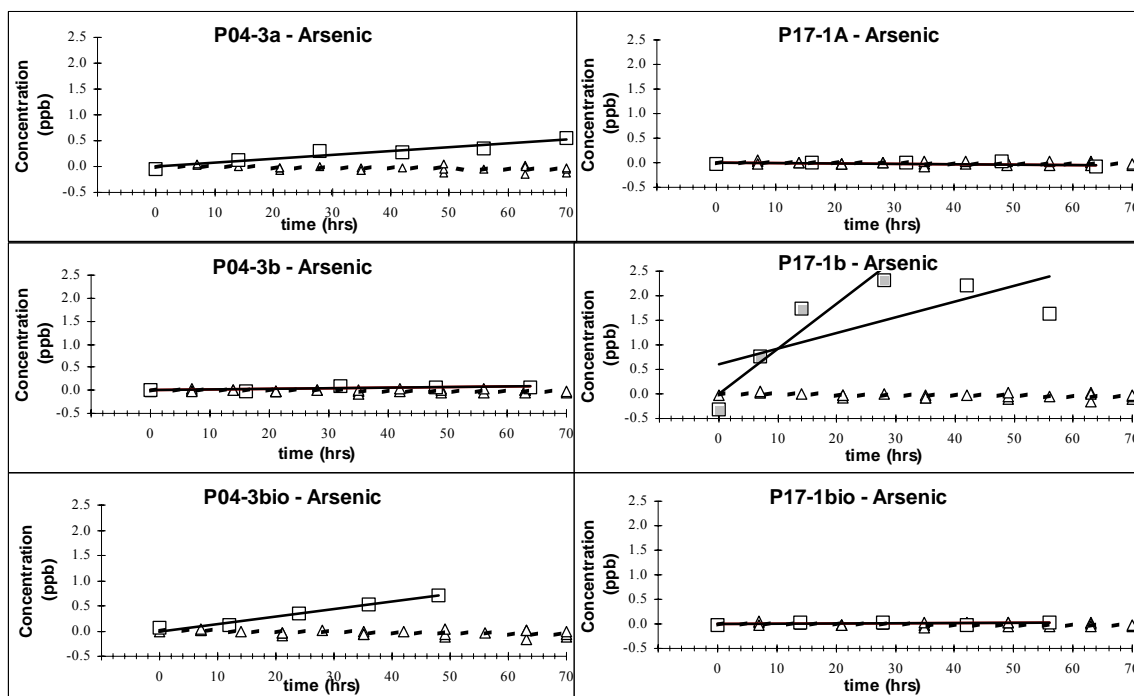 P04-3a - Arsenic
Concentration
(ppb)
2.5
2.0
1.5
1.0
0.5
0.0
-0.5
0 10 20 30 40 50 60 70
time (hrs)
P17-1A - Arsenic
Concentration
(ppb)
2.5
2.0
1.5
1.0
0.5
0.0
-0.5
0 10 20 30 40 50 60 70
time (hrs)
P04-3b - Arsenic
Concentration
(ppb)
2.5
2.0
1.5
1.0
0.5
0.0
-0.5
0 10 20 30 40 50 60 70
time (hrs)
P17-1b - Arsenic
Concentration
(ppb)
2.5
2.0
1.5
1.0
0.5
0.0
-0.5
0 10 20 30 40 50 60 70
time (hrs)
P04-3bio - Arsenic
Concentration
(ppb)
2.5
2.0
1.5
1.0
0.5
0.0
-0.5
0 10 20 30 40 50 60 70
time (hrs)
P17-1bio - Arsenic
Concentration
(ppb)
2.5
2.0
1.5
1.0
0.5
0.0
-0.5
0 10 20 30 40 50 60 70
time (hrs)